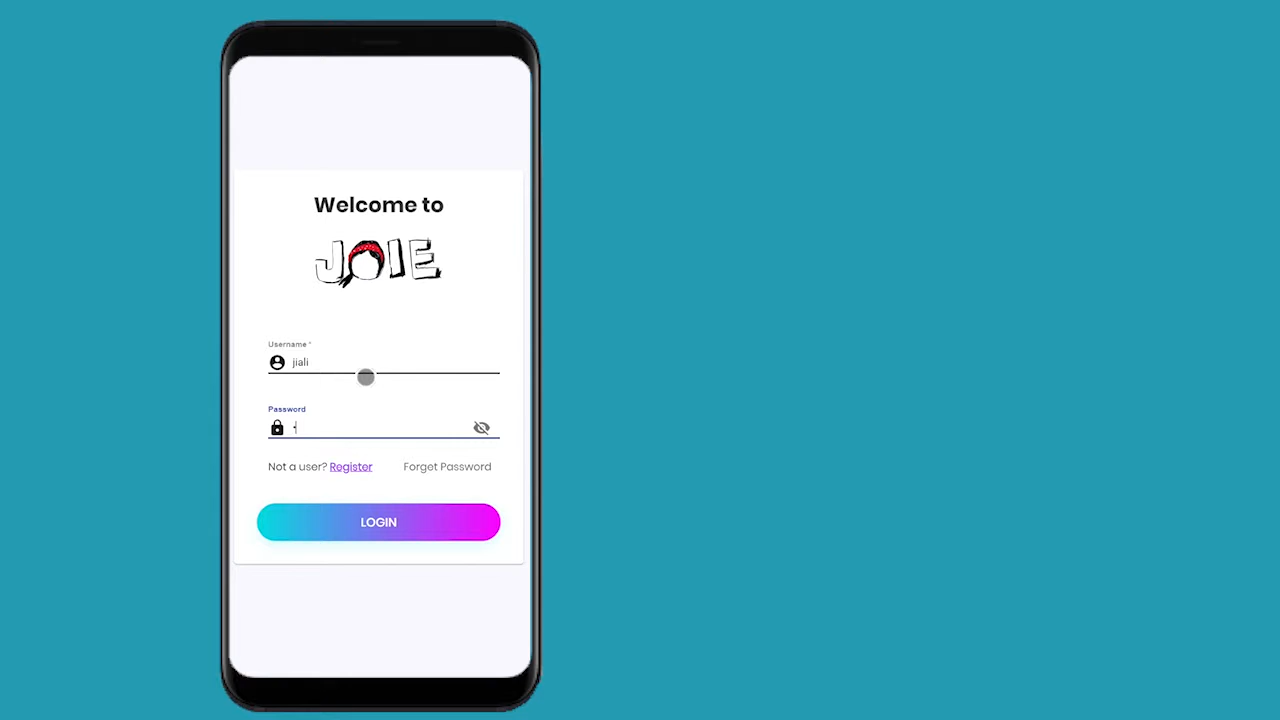 Welcome to
JOIE
Username *
jiali
Password
Not a user? Register
Forget Password
LOGIN